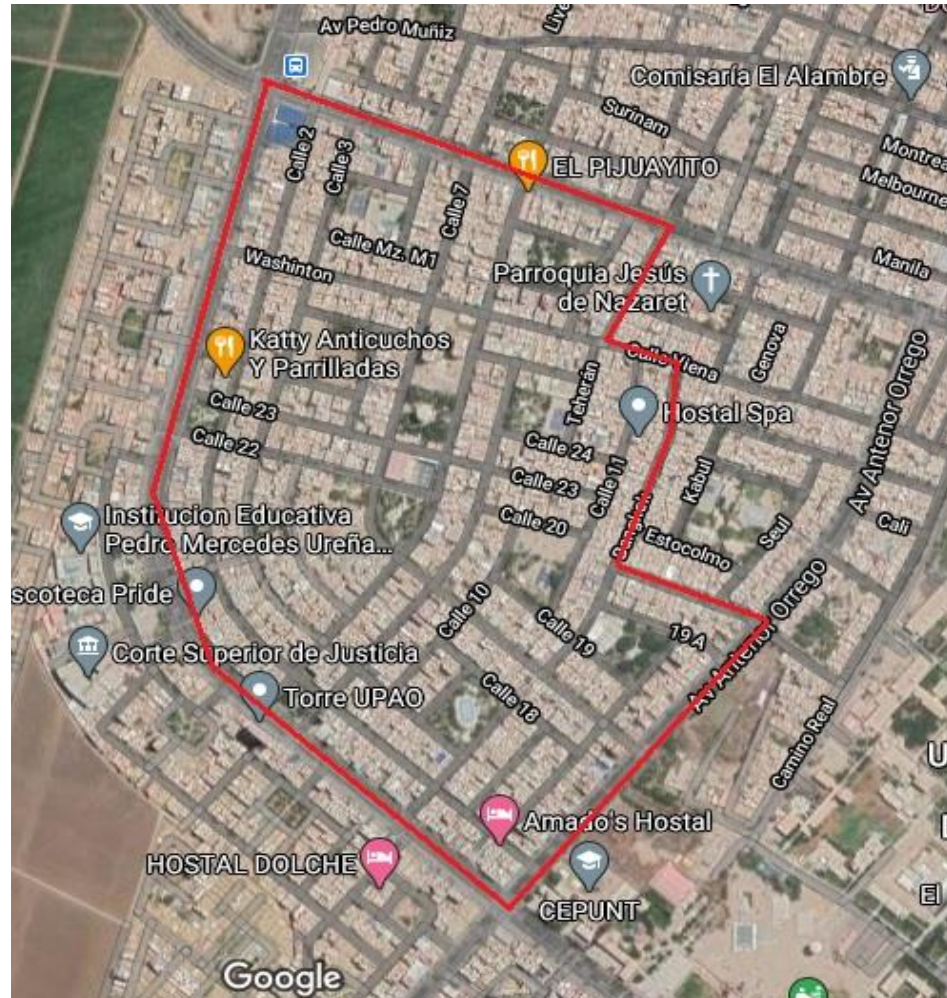 Av Pedro Muñiz
Comisaría El Alambre
Surinam
Calle 2
Calle 3
EL PIJUAYITO
Calle 7
Melbourne
Calle Mz. M1
Washinton
Parroquia Jesús
de Nazaret
Manila
Katty Anticuchos
Y Parrilladas
Calle Viena
Genova
Teherán
Hostal Spa
Av Antenor Orrego
Calle 23
Calle 22
Calle 24
Calle 23
Calle 11
Kabul
Calle 20
Seul
Cali
Institucion Educativa
Pedro Mercedes Ureña...
Estocolmo
scoteca Pride
Calle 10
Calle 19
19 A
Av Antenor Orrego
Corte Superior de Justicia
Torre UPAO
Calle 18
Camino Real
Amado's Hostal
HOSTAL DOLCHE
CEPUNT
El
Google